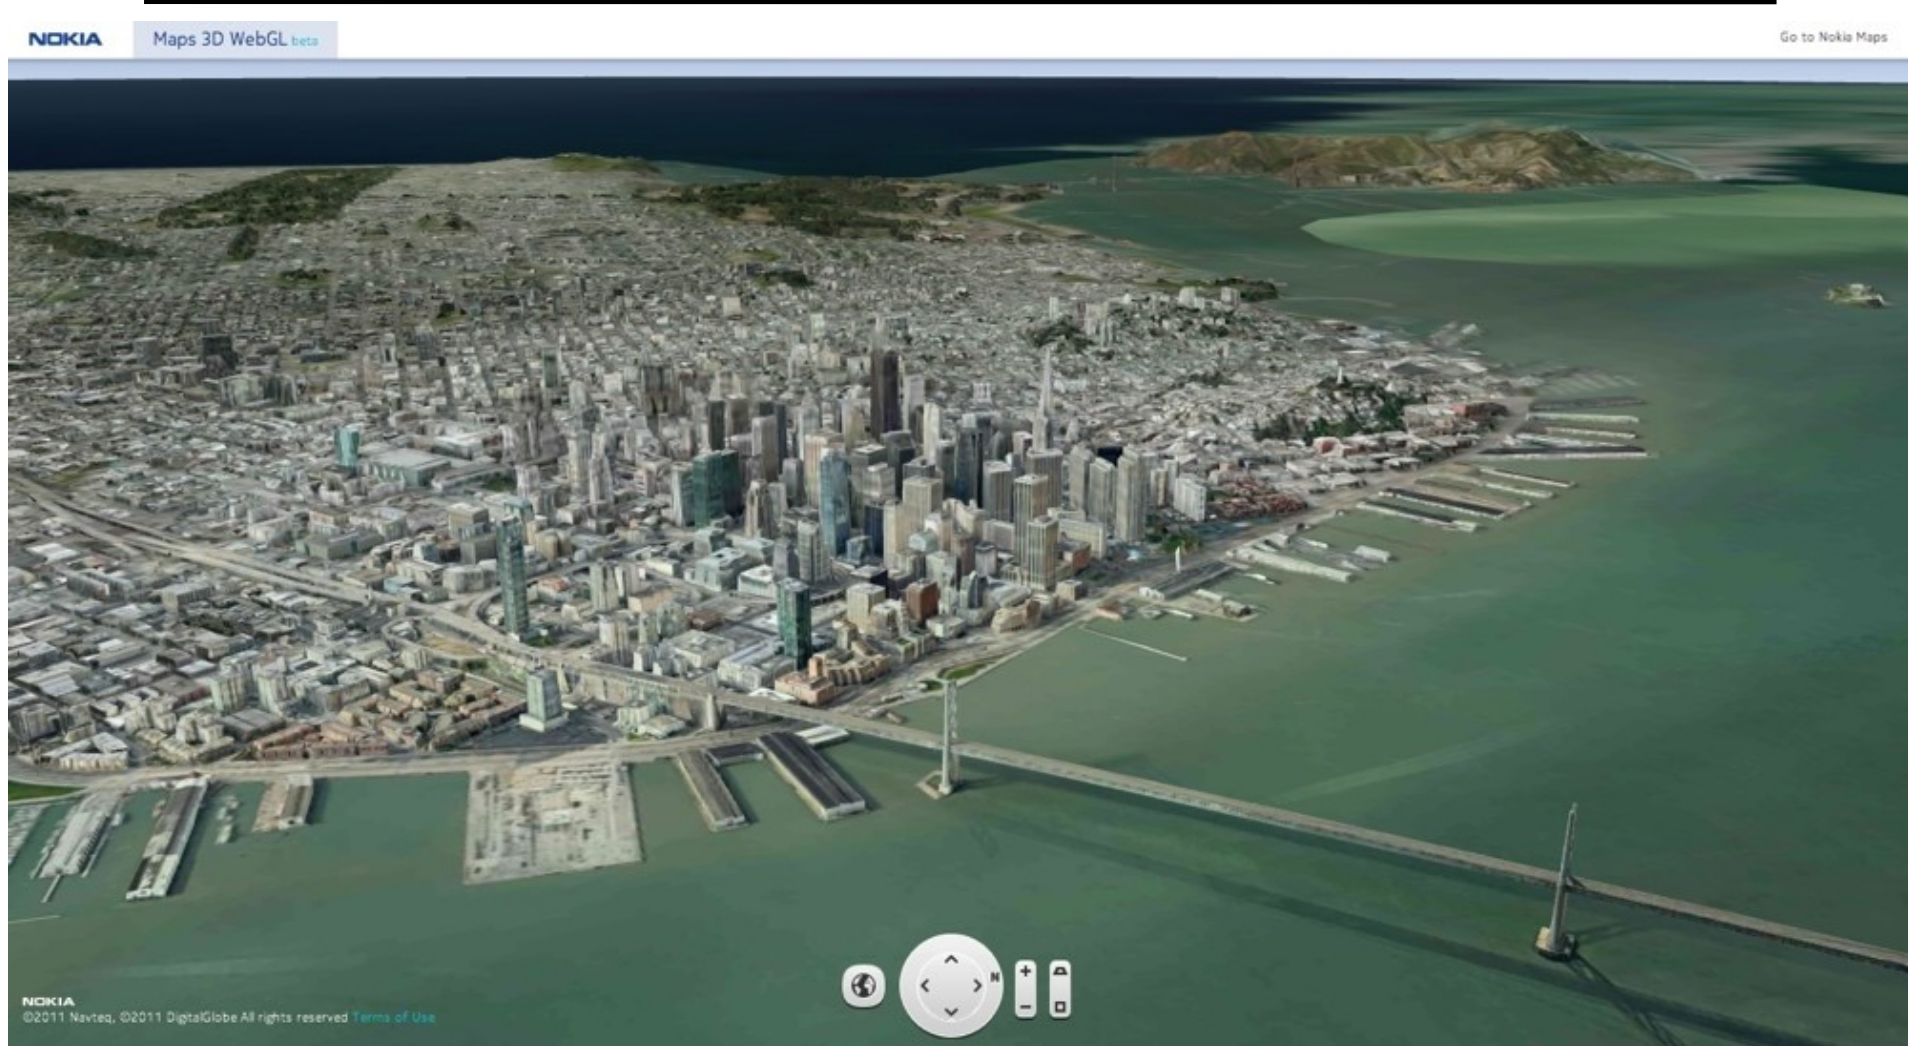 NOKIA
Maps 3D WebGL beta
Go to Nokia Maps
N
NOKIA
©2011 Navteq, ©2011 DigitalGlobe All rights reserved Terms of Use